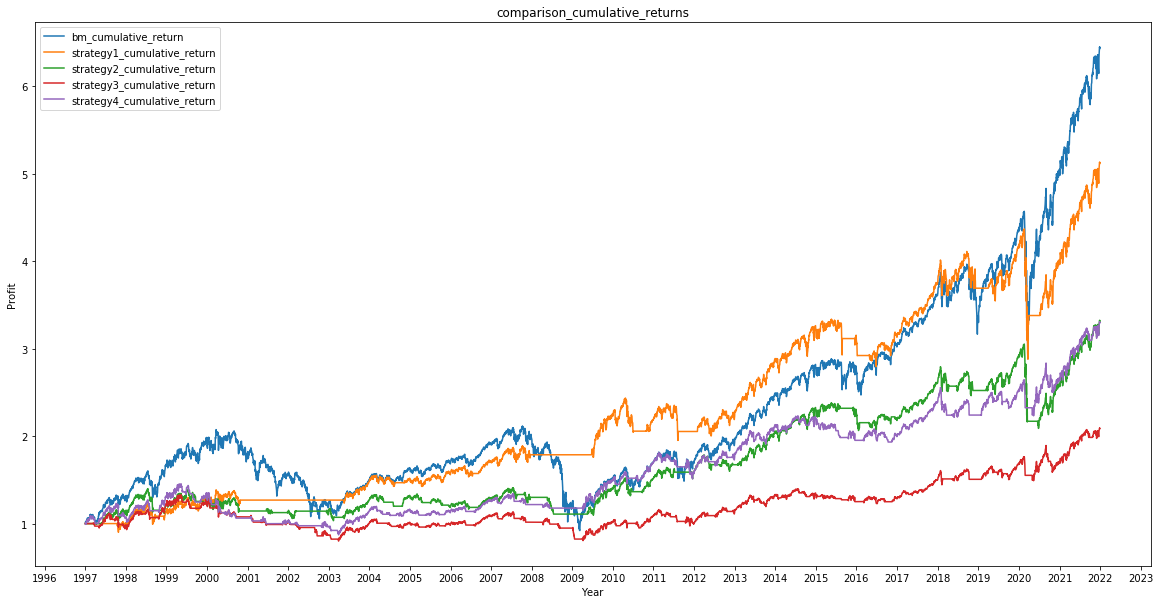 comparison_cumulative_returns
bm_cumulative_return
strategy1_cumulative_return
strategy2_cumulative_return
strategy3_cumulative_return
strategy4_cumulative_return
Profit
6
5
4
3
2
1
1996 1997 1998 1999 2000 2001 2002 2003 2004 2005 2006 2007 2008 2009 2010 2011 2012 2013 2014 2015 2016 2017 2018 2019 2020 2021 2022 2023
Year